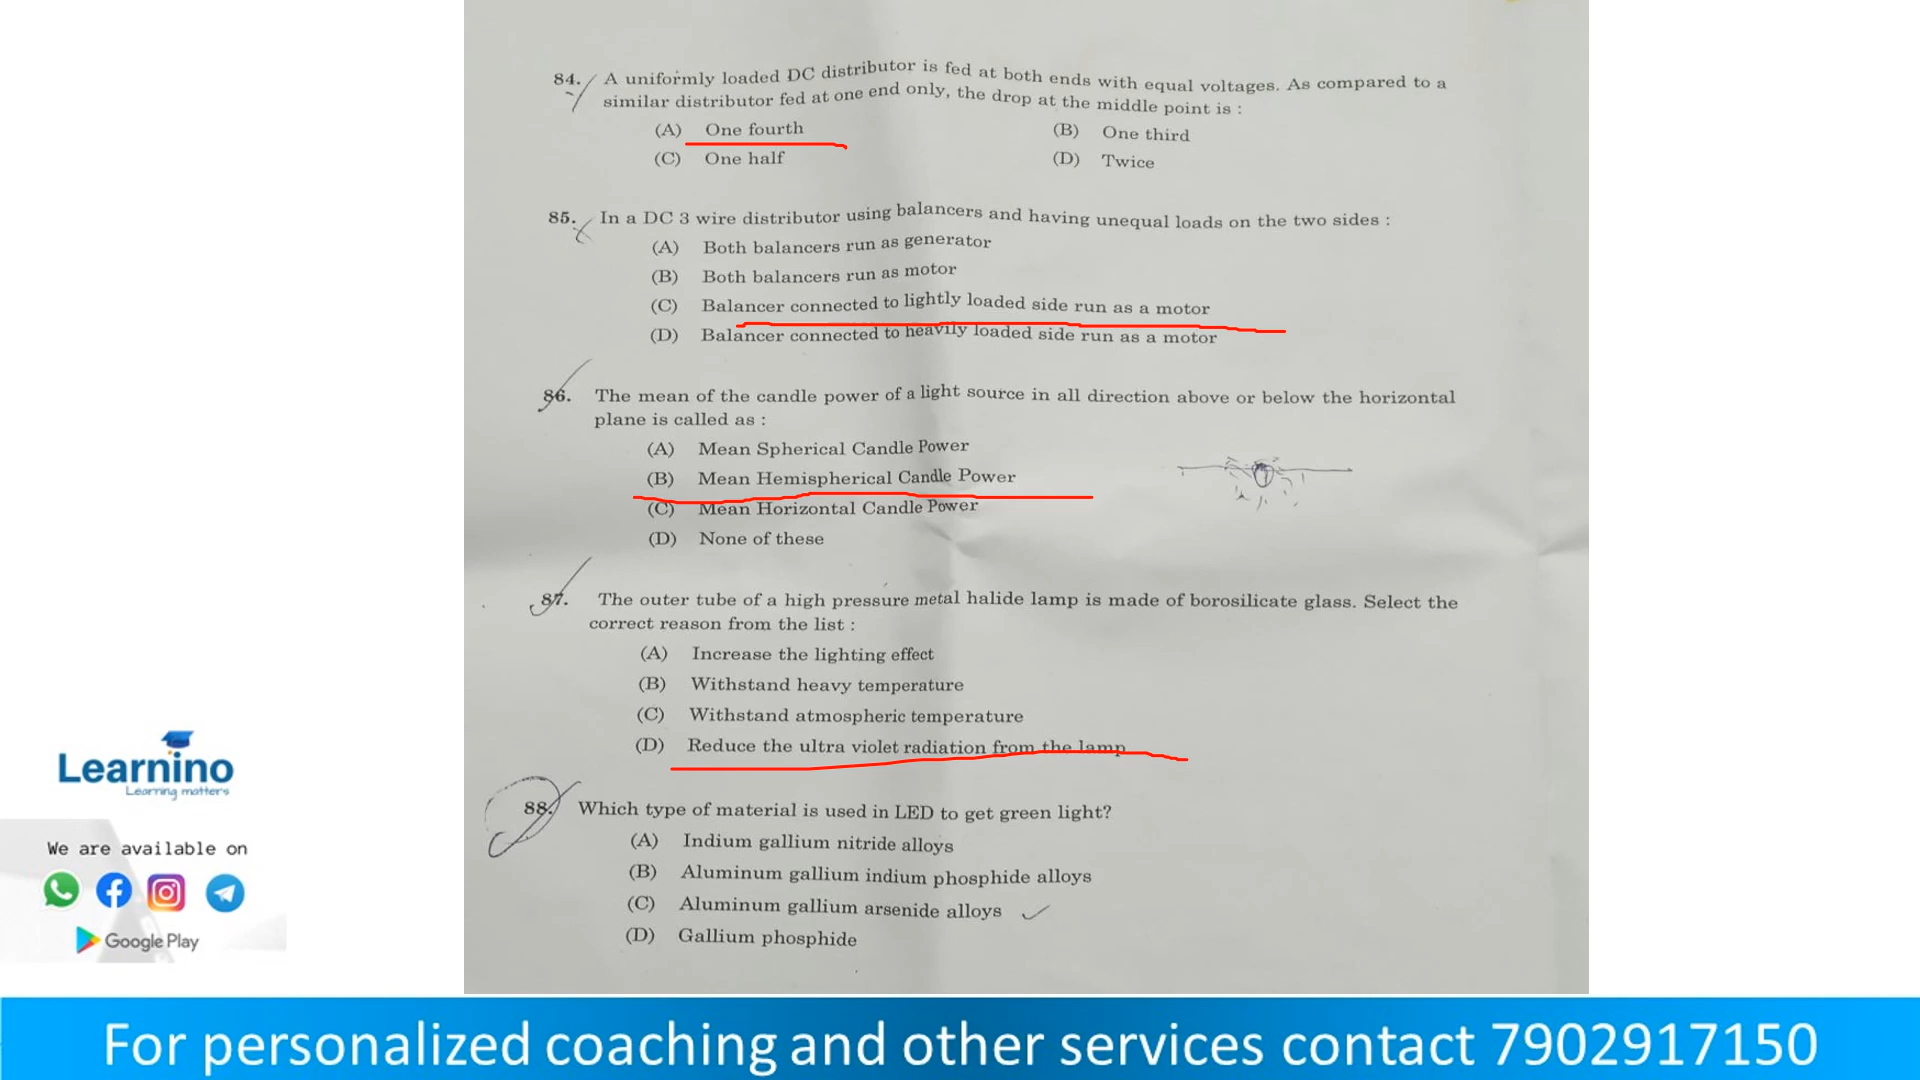 84. A uniformly loaded DC distributor is fed at both ends with equal voltages. As compared to a
similar distributor fed at one end only, the drop at the middle point is :
(A) One fourth (B) One third
(C) One half (D) Twice
85. In a DC 3 wire distributor using balancers and having unequal loads on the two sides :
(A) Both balancers run as generator
(B) Both balancers run as motor
(C) Balancer connected to lightly loaded side run as a motor
(D) Balancer connected to heavily loaded side run as a motor
86. The mean of the candle power of a light source in all direction above or below the horizontal
plane is called as :
(A) Mean Spherical Candle Power
(B) Mean Hemispherical Candle Power
(C) Mean Horizontal Candle Power
(D) None of these
87. The outer tube of a high pressure metal halide lamp is made of borosilicate glass. Select the
correct reason from the list :
(A) Increase the lighting effect
(B) Withstand heavy temperature
(C) Withstand atmospheric temperature
(D) Reduce the ultra violet radiation from the lamp
88. Which type of material is used in LED to get green light?
(A) Indium gallium nitride alloys
(B) Aluminum gallium indium phosphide alloys
(C) Aluminum gallium arsenide alloys
(D) Gallium phosphide
Learnino
Learning matters
We are available on
Google Play
For personalized coaching and other services contact 7902917150